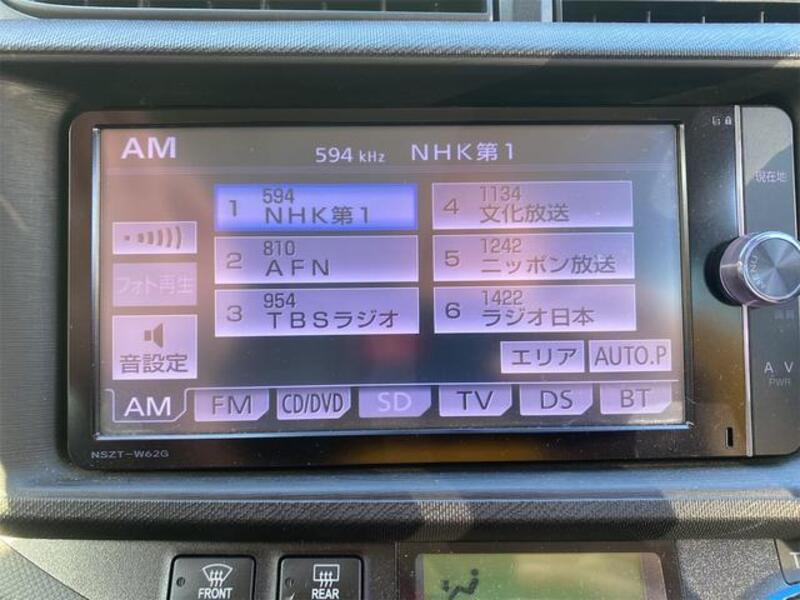 AM
594 kHz NHK第1
1 594 NHK第1
4 1134 文化放送
2 810 AFN
5 1242 ニッポン放送
3 954 TBSラジオ
6 1422 ラジオ日本
フォト再生
音設定
エリア
AUTO.P
AM
FM
CD/DVD
SD
TV
DS
BT
NSZT-W62G
現在地
A V
PWR
FRONT
REAR